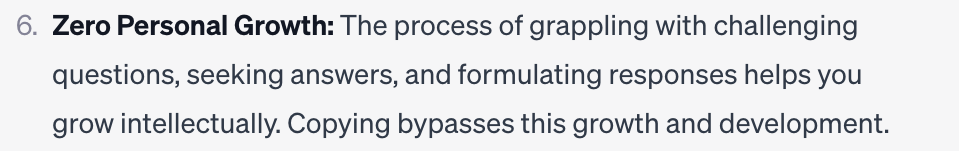 6. Zero Personal Growth: The process of grappling with challenging
questions, seeking answers, and formulating responses helps you
grow intellectually. Copying bypasses this growth and development.